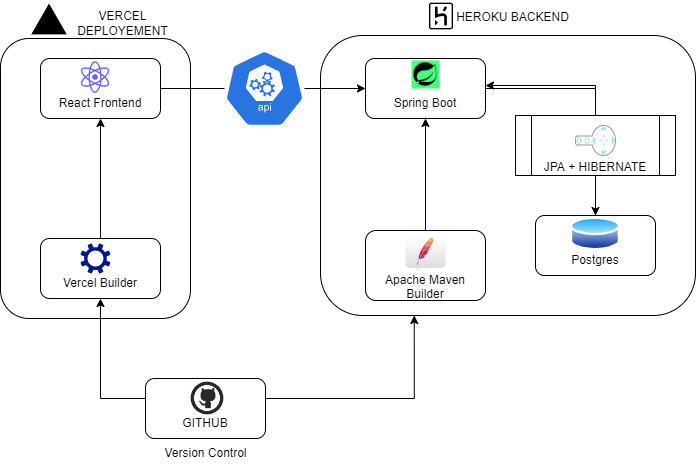 VERCEL
DEPLOYEMENT
HEROKU BACKEND
React Frontend
api
Spring Boot
JPA + HIBERNATE
Vercel Builder
Apache Maven
Builder
Postgres
GITHUB
Version Control